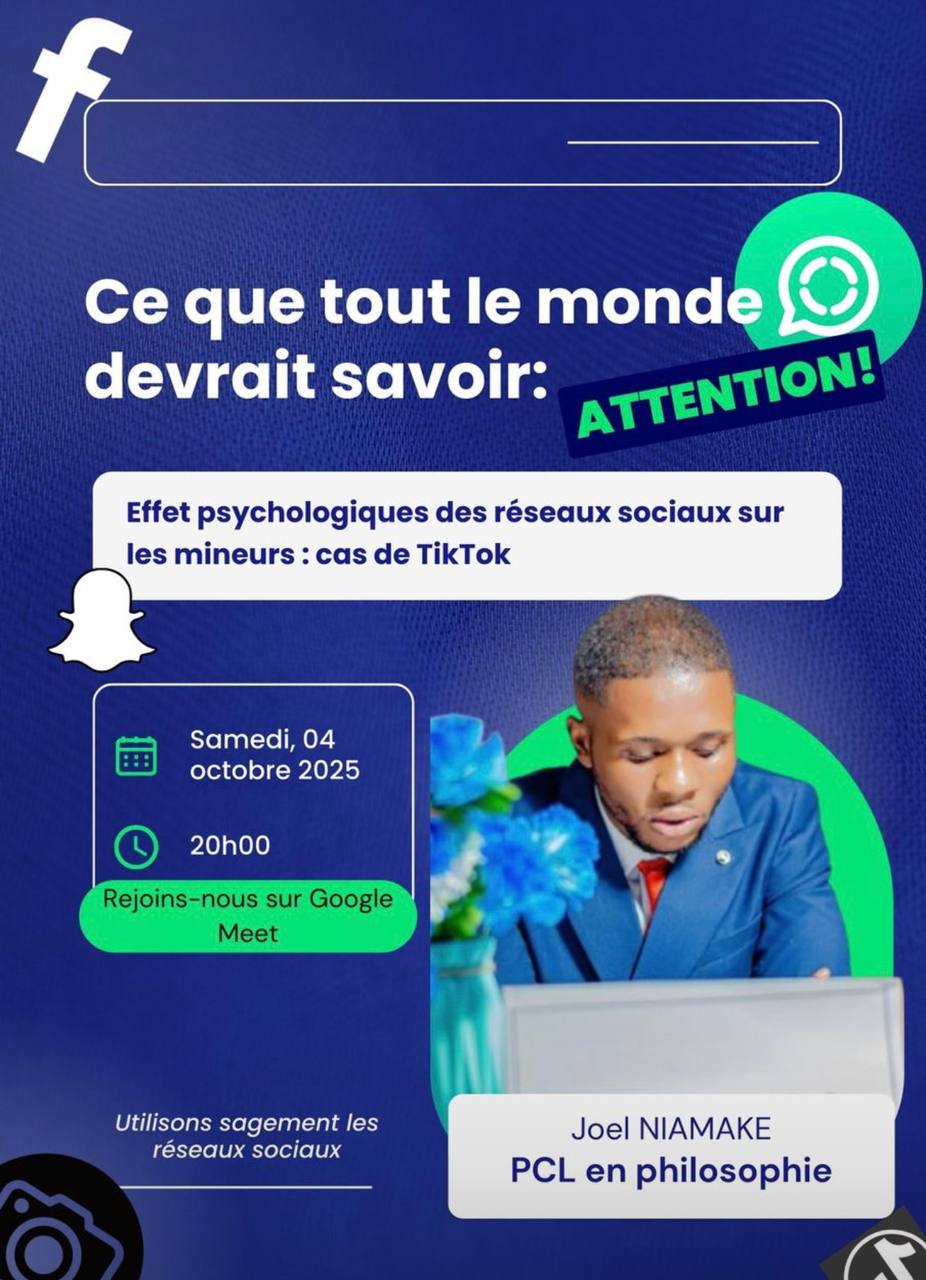 Ce que tout le monde
devrait savoir:
ATTENTION!
Effet psychologiques des réseaux sociaux sur
les mineurs : cas de TikTok
Samedi, 04
octobre 2025
20h00
Rejoins-nous sur Google
Meet
Utilisons sagement les
réseaux sociaux
Joel NIAMAKE
PCL en philosophie